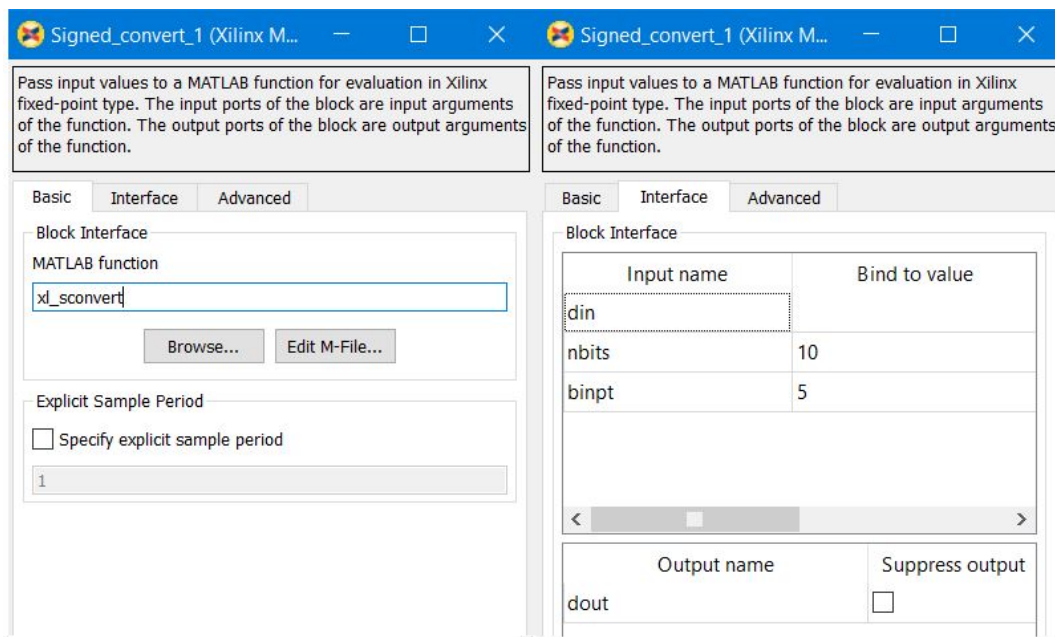 Signed_convert_1 (Xilinx M...
Pass input values to a MATLAB function for evaluation in Xilinx
fixed-point type. The input ports of the block are input arguments
of the function. The output ports of the block are output arguments
of the function.
Basic Interface Advanced
Block Interface
MATLAB function
xl_sconvert
Browse... Edit M-File...
Explicit Sample Period
Specify explicit sample period
1
Signed_convert_1 (Xilinx M...
Pass input values to a MATLAB function for evaluation in Xilinx
fixed-point type. The input ports of the block are input arguments
of the function. The output ports of the block are output arguments
of the function.
Basic Interface Advanced
Block Interface
Input name Bind to value
din
nbits 10
binpt 5
Output name Suppress output
dout